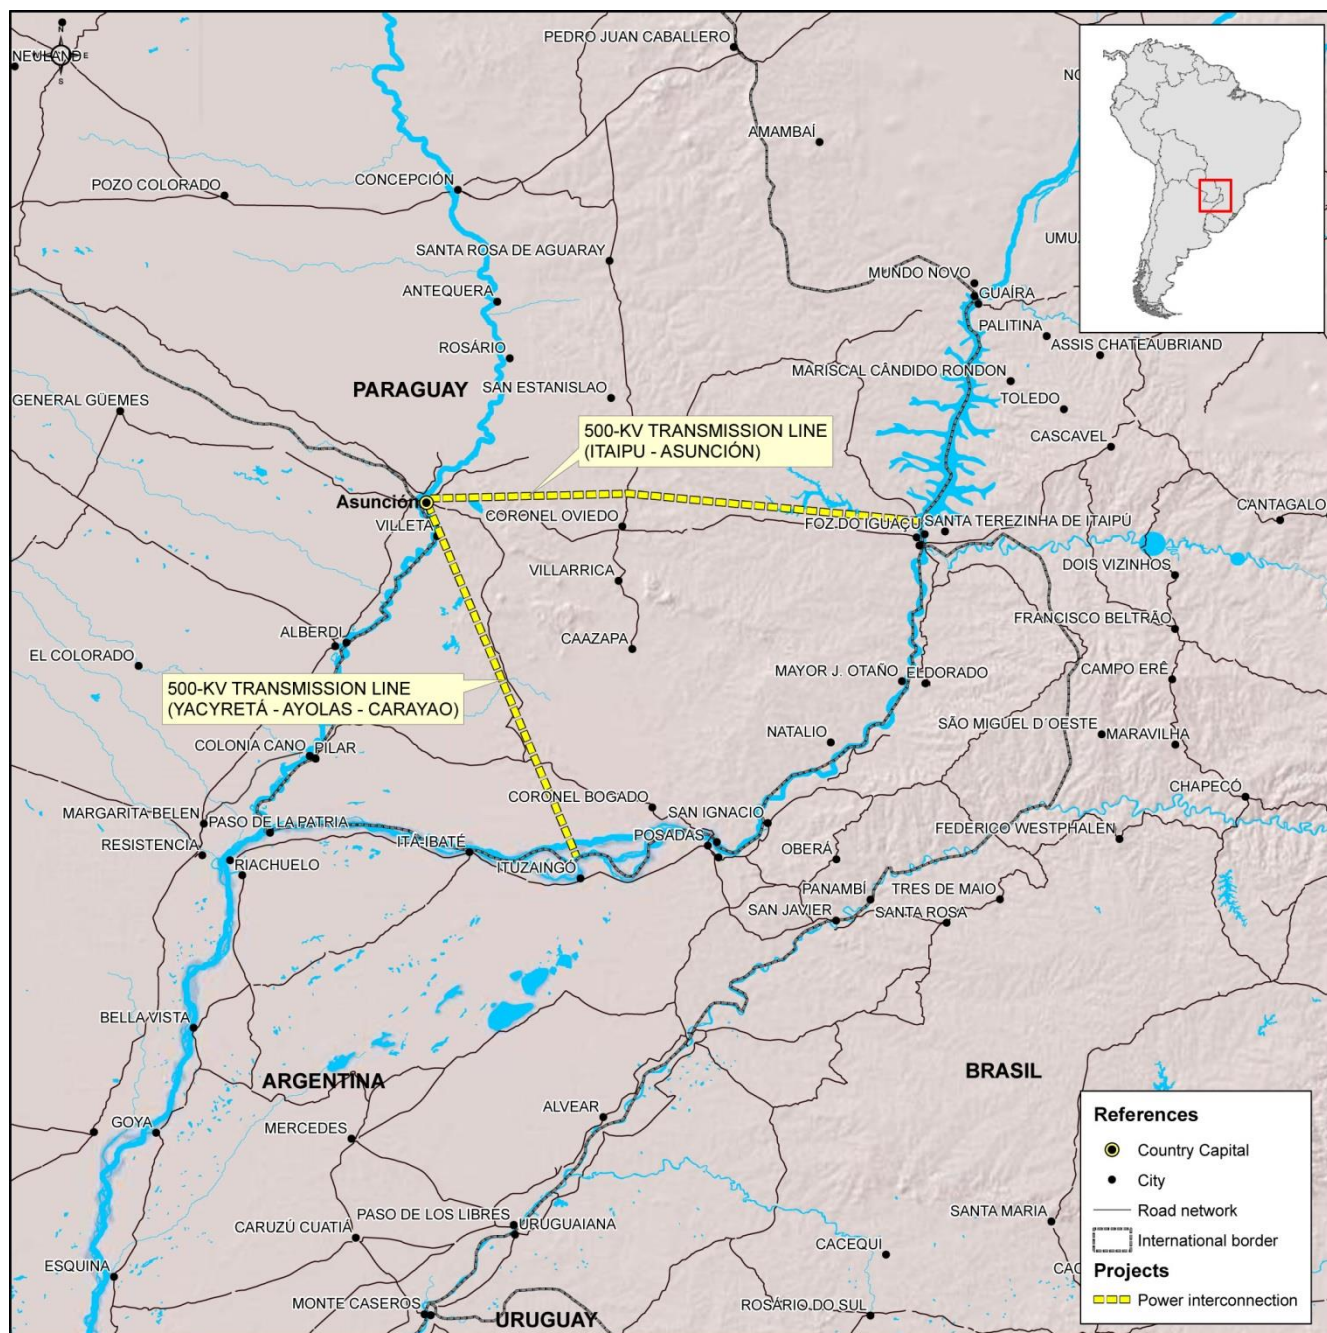 N
E
S
NEULAND
PEDRO JUAN CABALLERO
AMAMBAÍ
POZO COLORADO
CONCEPCIÓN
SANTA ROSA DE AGUARAY
UMU
MUNDO NOVO
GUAÍRA
ANTEQUERA
PALITINA
ASSIS CHATEAUBRIAND
ROSÁRIO
MARISCAL CÂNDIDO RONDON
PARAGUAY
SAN ESTANISLAO
TOLEDO
GENERAL GÜEMES
500-KV TRANSMISSION LINE
(ITAIPU - ASUNCIÓN)
CASCAVEL
Asunción
CANTAGALO
VILLETA
CORONEL OVIEDO
FOZ DO IGUAÇU
SANTA TEREZINHA DE ITAIPÚ
VILLARRICA
DOIS VIZINHOS
FRANCISCO BELTRÃO
ALBERDI
CAAZAPA
EL COLORADO
MAYOR J. OTAÑO
ELDORADO
CAMPO ERÊ
500-KV TRANSMISSION LINE
(YACYRETÁ - AYOLAS - CARAYAO)
NATALIO
SÃO MIGUEL D´OESTE
MARAVILHA
COLONIA CANO
PILAR
CHAPECÓ
CORONEL BOGADO
SAN IGNACIO
MARGARITA BELEN
PASO DE LA PATRIA
POSADAS
FEDERICO WESTPHALEN
RESISTENCIA
ITÁ-IBATÉ
RIACHUELO
ITUZAINGÓ
OBERÁ
PANAMBÍ
TRES DE MAIO
SAN JAVIER
SANTA ROSA
BELLA VISTA
ARGENTINA
BRASIL
ALVEAR
GOYA
MERCEDES
References
Country Capital
City
Road network
International border
Projects
Power interconnection
PASO DE LOS LIBRES
URUGUAIANA
SANTA MARIA
CARUZÚ CUATIÁ
CACEQUI
ESQUINA
MONTE CASEROS
URUGUAY
ROSÁRIO DO SUL